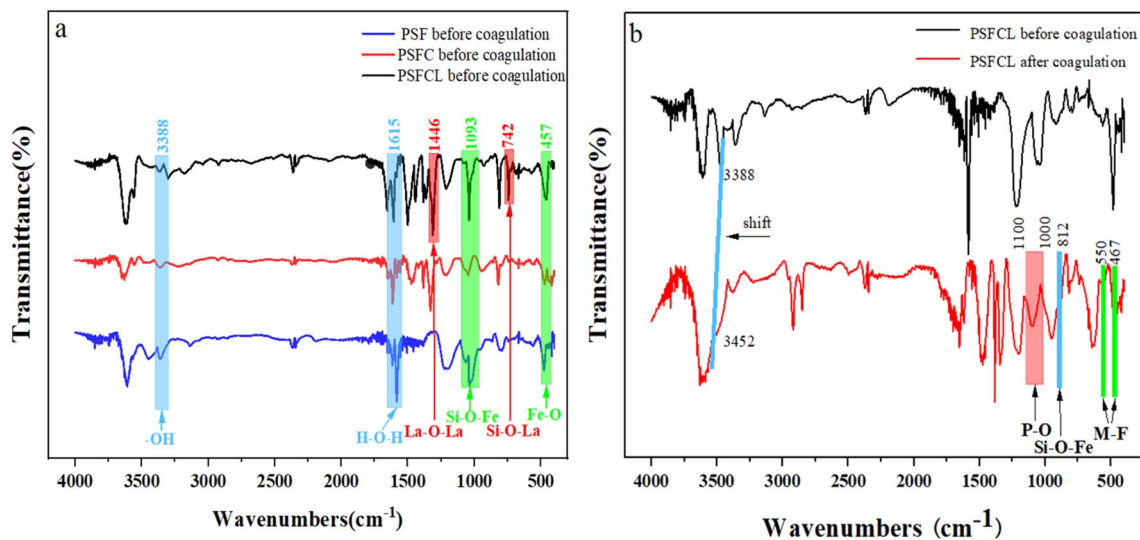 a
PSF before coagulation
PSFC before coagulation
PSFCL before coagulation
3388
1615
1446
1093
742
457
-OH
H-O-H
La-O-La
Si-O-Fe
Si-O-La
Fe-O
Transmittance(%)
4000 3500 3000 2500 2000 1500 1000 500
Wavenumbers(cm-1)
b
PSFCL before coagulation
PSFCL after coagulation
3388
shift
3452
1100
1000
812
550
467
P-O
Si-O-Fe
M-F
Transmittance(%)
4000 3500 3000 2500 2000 1500 1000 500
Wavenumbers (cm-1)